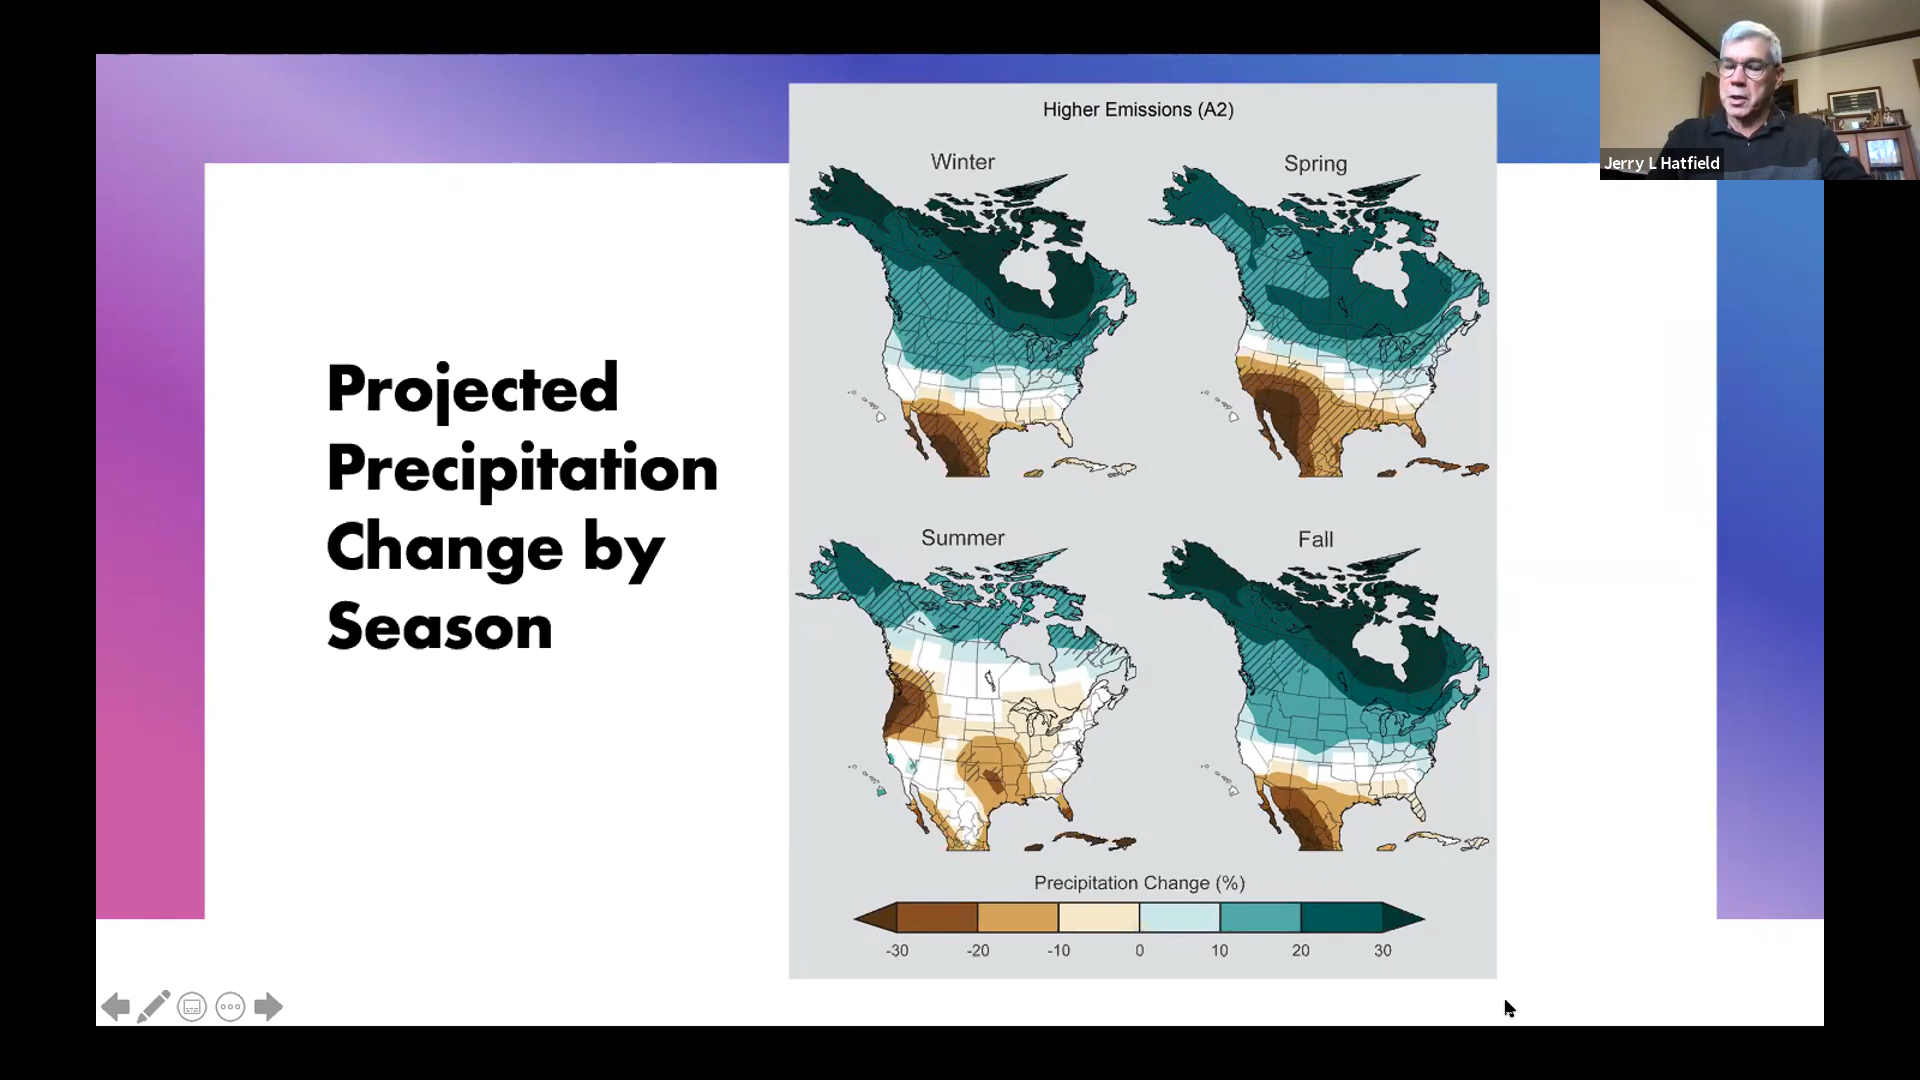 Projected
Precipitation
Change by
Season
Higher Emissions (A2)
Winter
Spring
Summer
Fall
Precipitation Change (%)
-30 -20 -10 0 10 20 30
Jerry L Hatfield